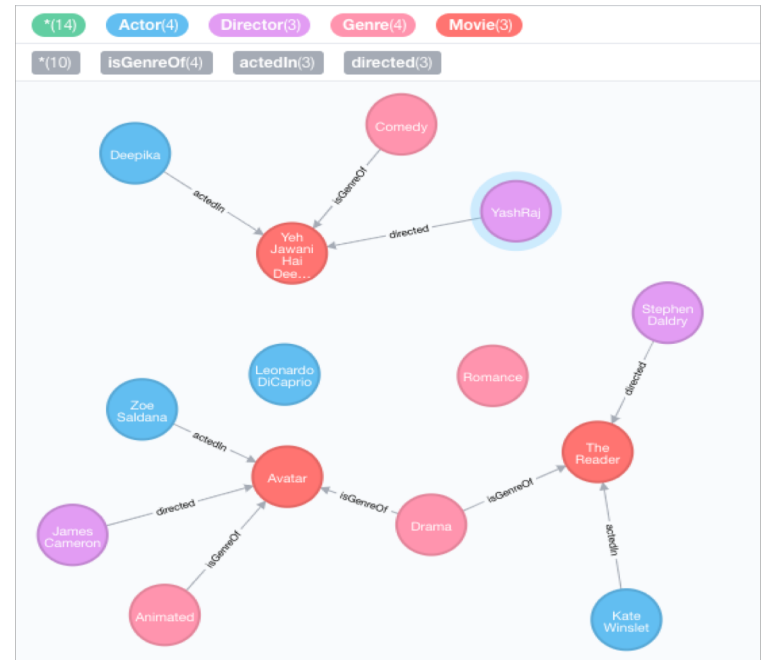 *(14) Actor(4) Director(3) Genre(4) Movie(3)
*(10) isGenreOf(4) actedIn(3) directed(3)
Comedy
Deepika
isGenreOf
actedIn
YashRaj
directed
Yeh
Jawani
Hai
Dee...
Stephen
Daldry
directed
Leonardo
DiCaprio
Romance
Zoe
Saldana
actedIn
The
Reader
Avatar
isGenreOf
isGenreOf
directed
Drama
James
Cameron
isGenreOf
actedIn
Animated
Kate
Winslet